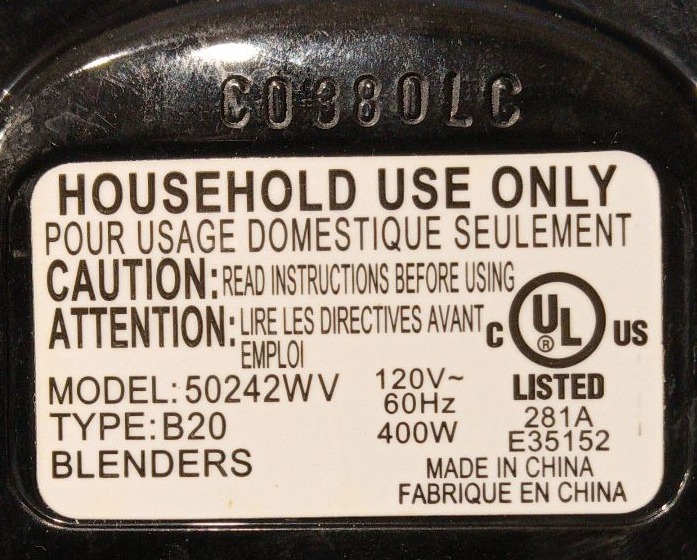 C0380LC
HOUSEHOLD USE ONLY
POUR USAGE DOMESTIQUE SEULEMENT
CAUTION: READ INSTRUCTIONS BEFORE USING
ATTENTION: LIRE LES DIRECTIVES AVANT
EMPLOI
C UL ® US
LISTED
281A
E35152
MODEL: 50242WV
TYPE: B20
BLENDERS
120V~
60Hz
400W
MADE IN CHINA
FABRIQUE EN CHINA